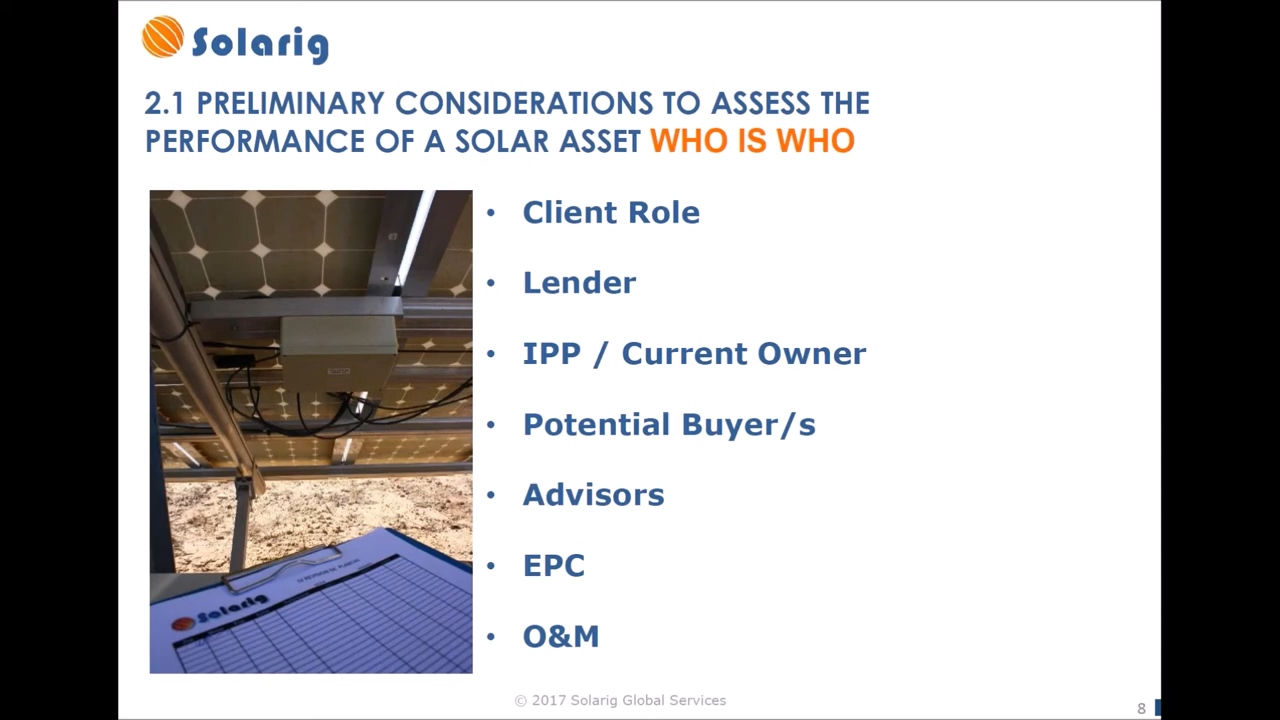 Solarig
2.1 PRELIMINARY CONSIDERATIONS TO ASSESS THE
PERFORMANCE OF A SOLAR ASSET WHO IS WHO
• Client Role
• Lender
• IPP / Current Owner
• Potential Buyer/s
• Advisors
• EPC
• O&M
Solarig
© 2017 Solarig Global Services
8